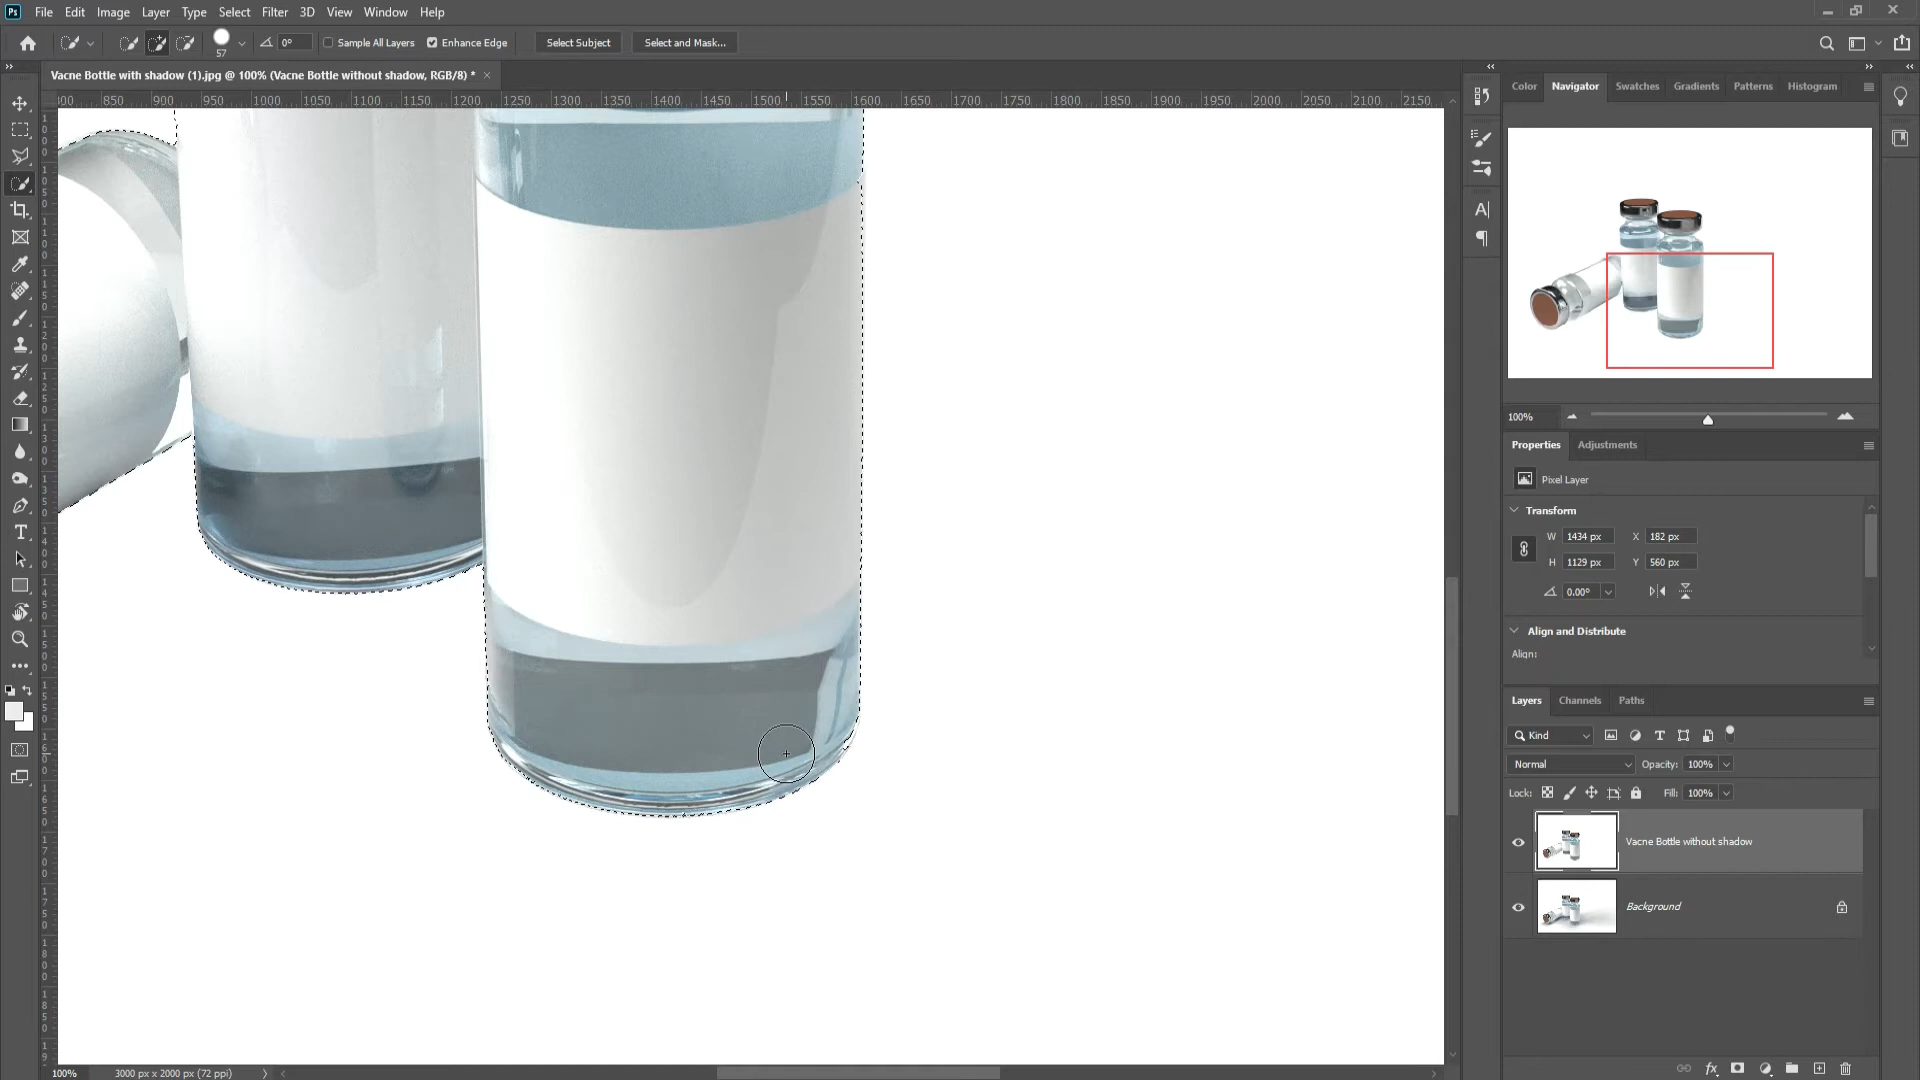 Ps File Edit Image Layer Type Select Filter 3D View Window Help
57 0° Sample All Layers Enhance Edge Select Subject Select and Mask...
Vacne Bottle with shadow (1).jpg @ 100% (Vacne Bottle without shadow, RGB/8) * ×
850 900 950 1000 1050 1100 1150 1200 1250 1300 1350 1400 1450 1500 1550 1600 1650 1700 1750 1800 1850 1900 1950 2000 2050 2100 2150
Color Navigator Swatches Gradients Patterns Histogram
100%
Properties Adjustments
Pixel Layer
Transform
W 1434 px X 182 px
H 1129 px Y 560 px
0.00°
Align and Distribute
Align:
Layers Channels Paths
Kind
Normal Opacity: 100%
Lock: Fill: 100%
Vacne Bottle without shadow
Background
fx
100% 3000 px x 2000 px (72 ppi)